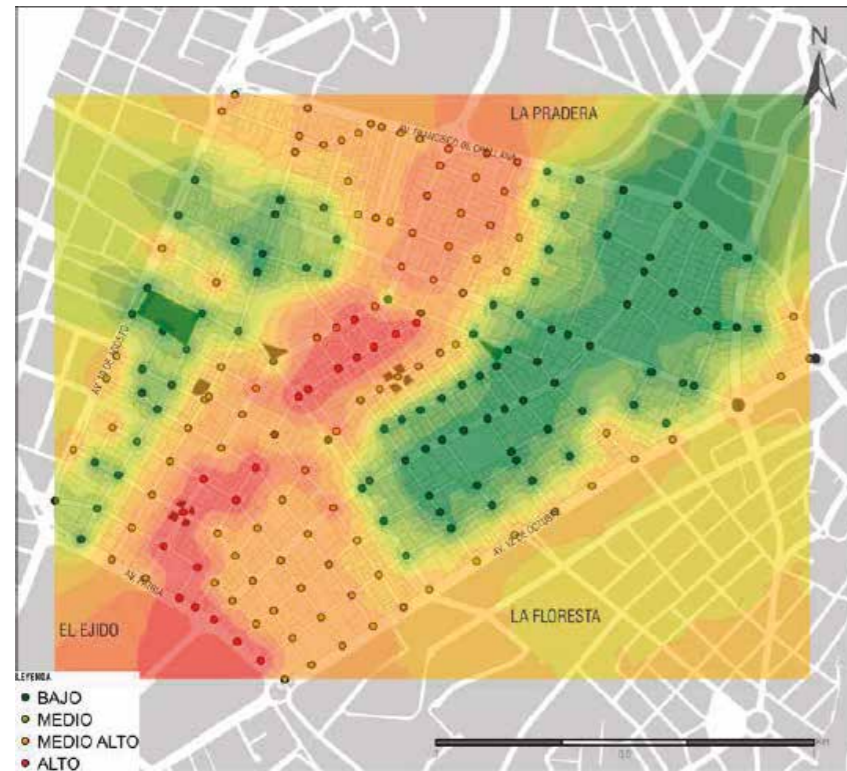 N
LA PRADERA
AV. FRANCISCO DE ORELLANA
AV. 10 DE AGOSTO
AV. 12 DE OCTUBRE
AV. PATRIA
LA FLORESTA
EL EJIDO
LEYENDA
BAJO
MEDIO
MEDIO ALTO
ALTO